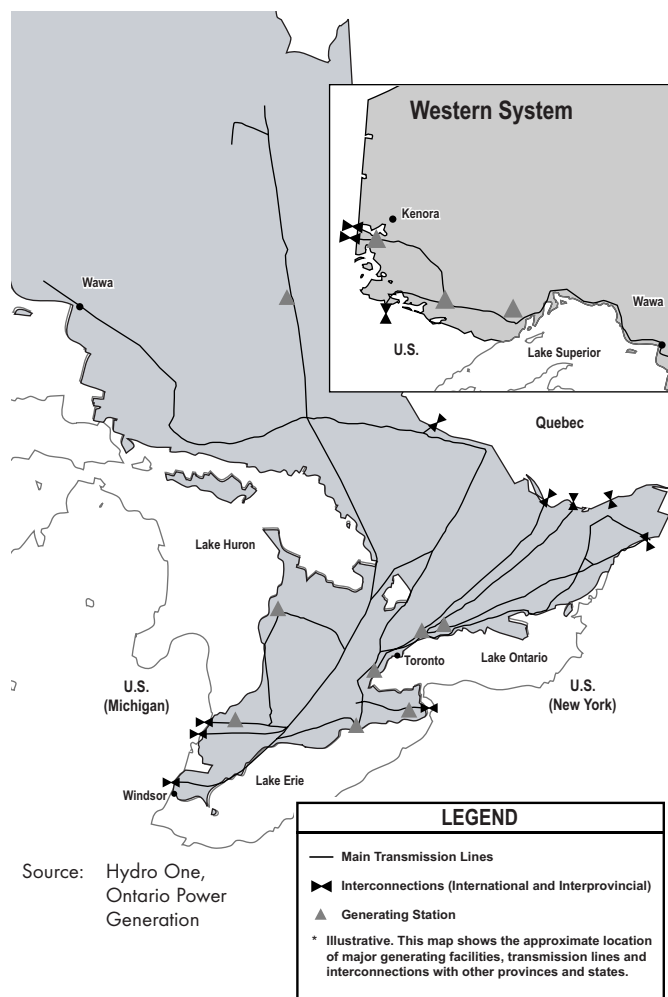 Western System
Kenora
Wawa
Wawa
U.S.
Lake Superior
Quebec
Lake Huron
Toronto
Lake Ontario
U.S.
(Michigan)
U.S.
(New York)
Lake Erie
Windsor
LEGEND
Main Transmission Lines
Interconnections (International and Interprovincial)
Generating Station
* Illustrative. This map shows the approximate location
of major generating facilities, transmission lines and
interconnections with other provinces and states.
Source: Hydro One,
Ontario Power
Generation